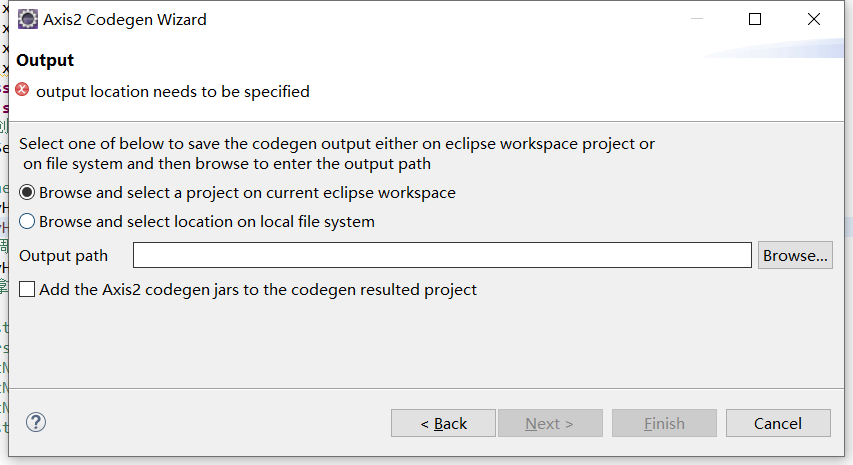 Axis2 Codegen Wizard
Output
output location needs to be specified
Select one of below to save the codegen output either on eclipse workspace project or
on file system and then browse to enter the output path
Browse and select a project on current eclipse workspace
Browse and select location on local file system
Output path
Browse...
Add the Axis2 codegen jars to the codegen resulted project
?
< Back
Next >
Finish
Cancel